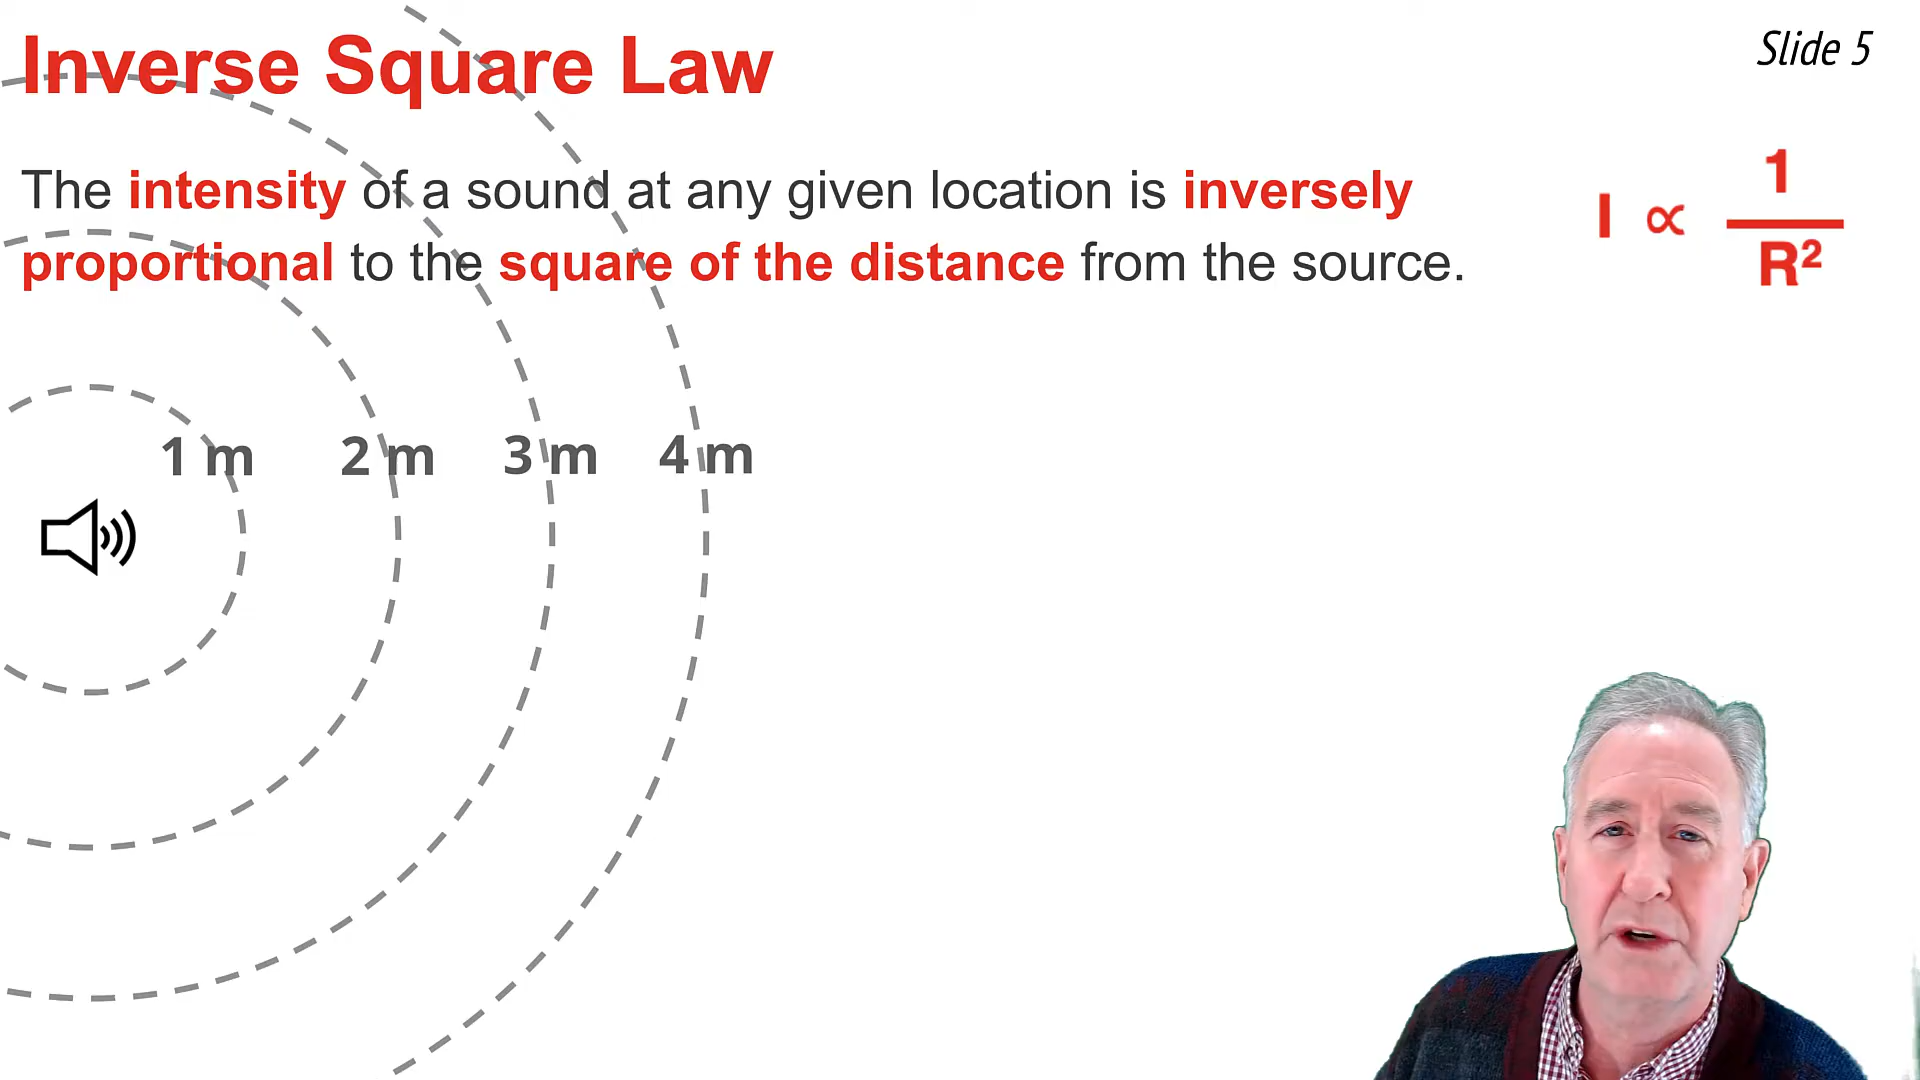 Inverse Square Law
Slide 5
The intensity of a sound at any given location is inversely
proportional to the square of the distance from the source.
I ∝ 1/R²
1 m 2 m 3 m 4 m